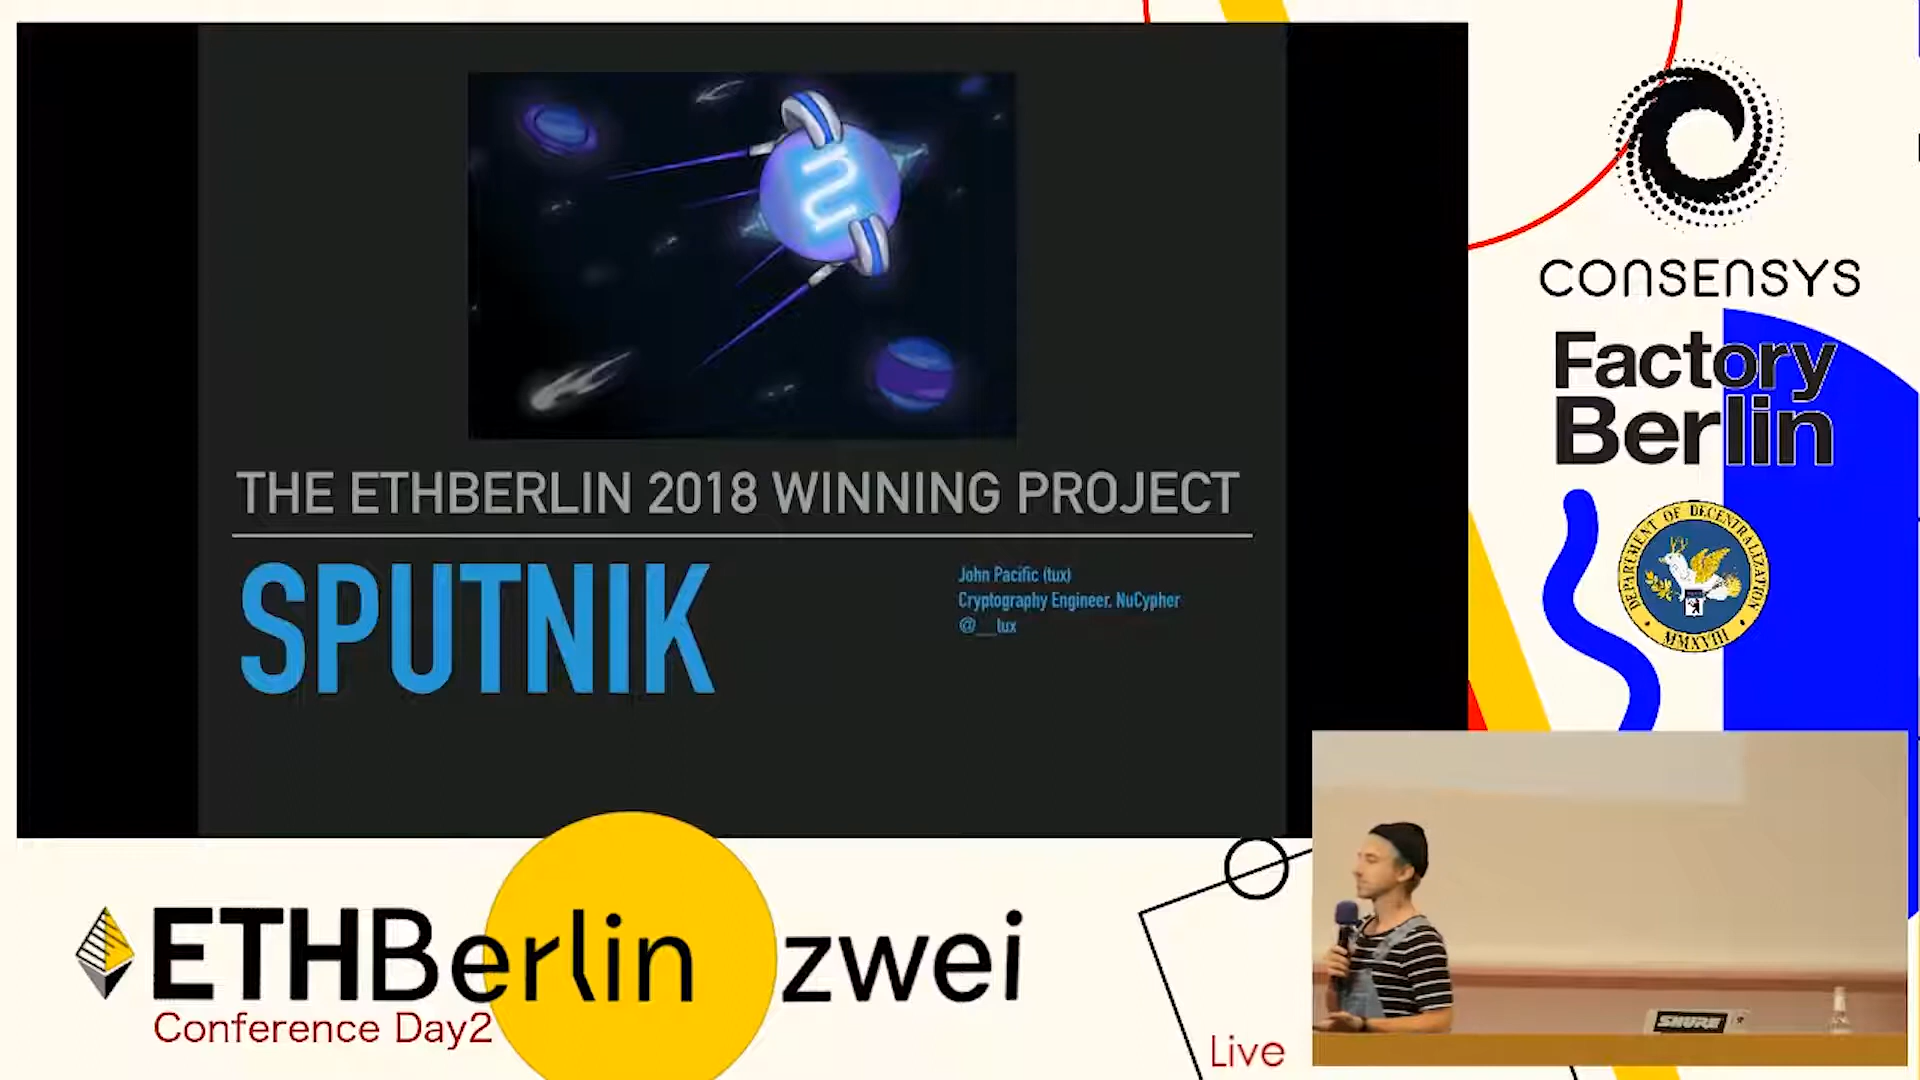 THE ETHBERLIN 2018 WINNING PROJECT
SPUTNIK
John Pacific (tux)
Cryptography Engineer, NuCypher
@__tux
CONSENSYS
Factory
Berlin
DEPARTMENT OF DECENTRALIZATION
MMXVIII
ETHBerlin zwei
Conference Day2
Live
SHURE